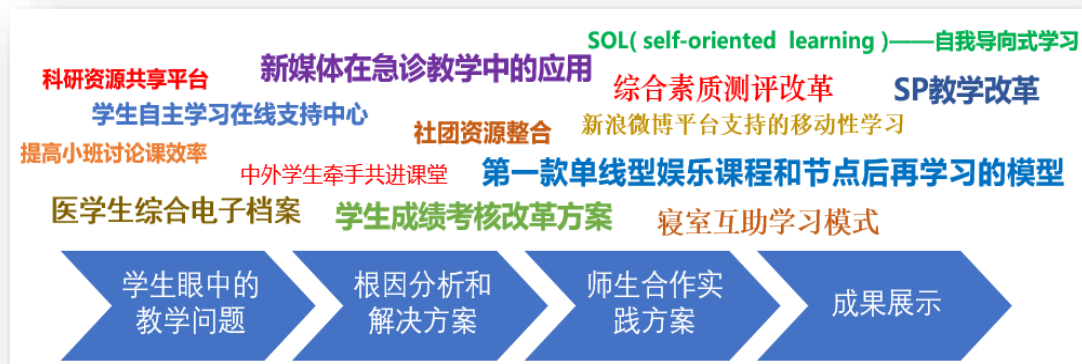 SOL( self-oriented learning )——自我导向式学习
新媒体在急诊教学中的应用
科研资源共享平台
综合素质测评改革
SP教学改革
学生自主学习在线支持中心
社团资源整合
新浪微博平台支持的移动性学习
提高小班讨论课效率
中外学生牵手共进课堂
第一款单线型娱乐课程和节点后再学习的模型
医学生综合电子档案
学生成绩考核改革方案
寝室互助学习模式
学生眼中的
教学问题
根因分析和
解决方案
师生合作实
践方案
成果展示